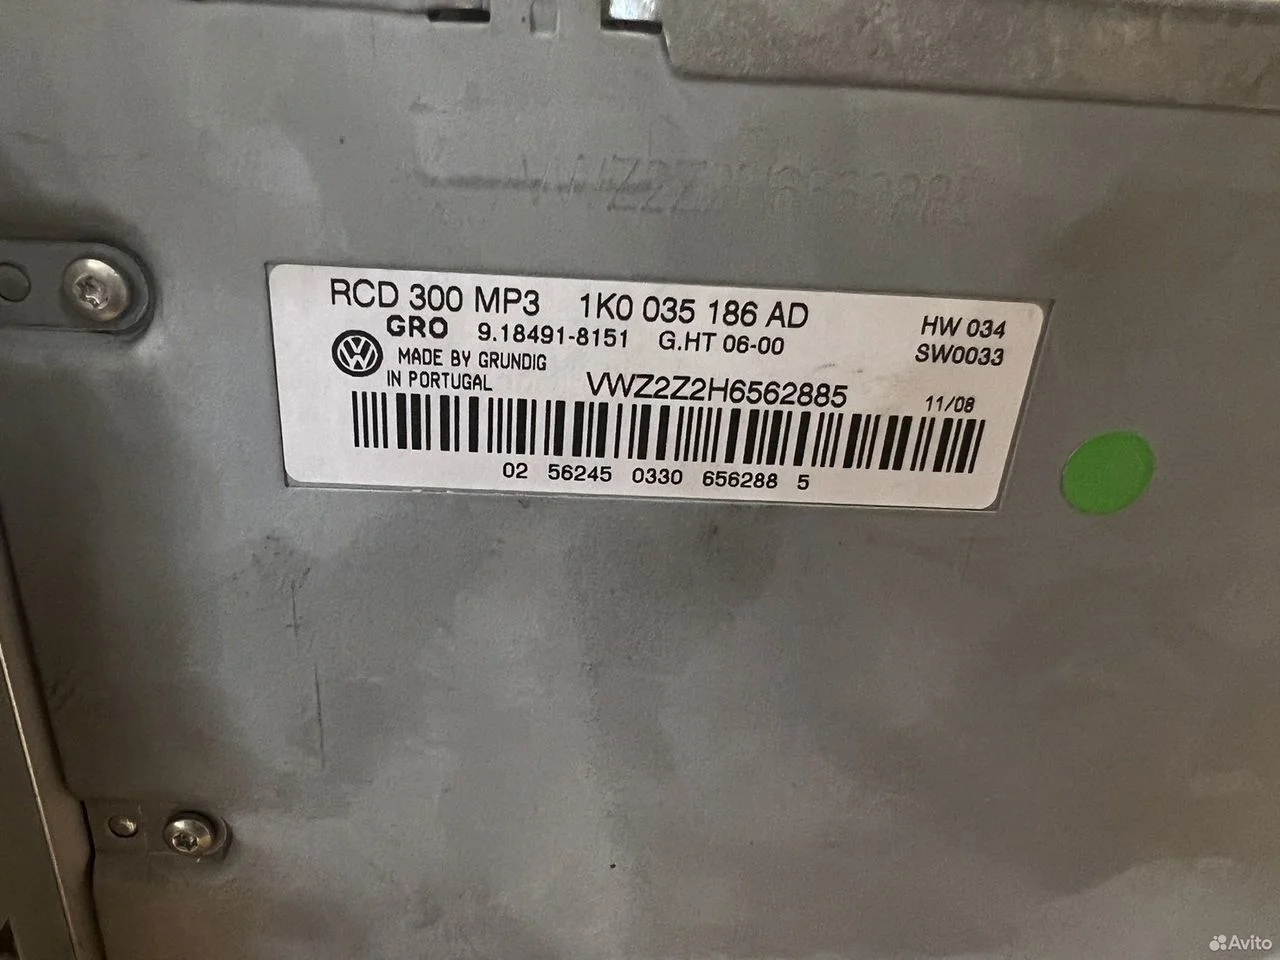 RCD 300 MP3 1K0 035 186 AD
GRO 9.18491-8151 G.HT 06-00
HW 034
SW0033
MADE BY GRUNDIG
IN PORTUGAL
VWZ2Z2H6562885
11/08
02 56245 0330 656288 5
Avito